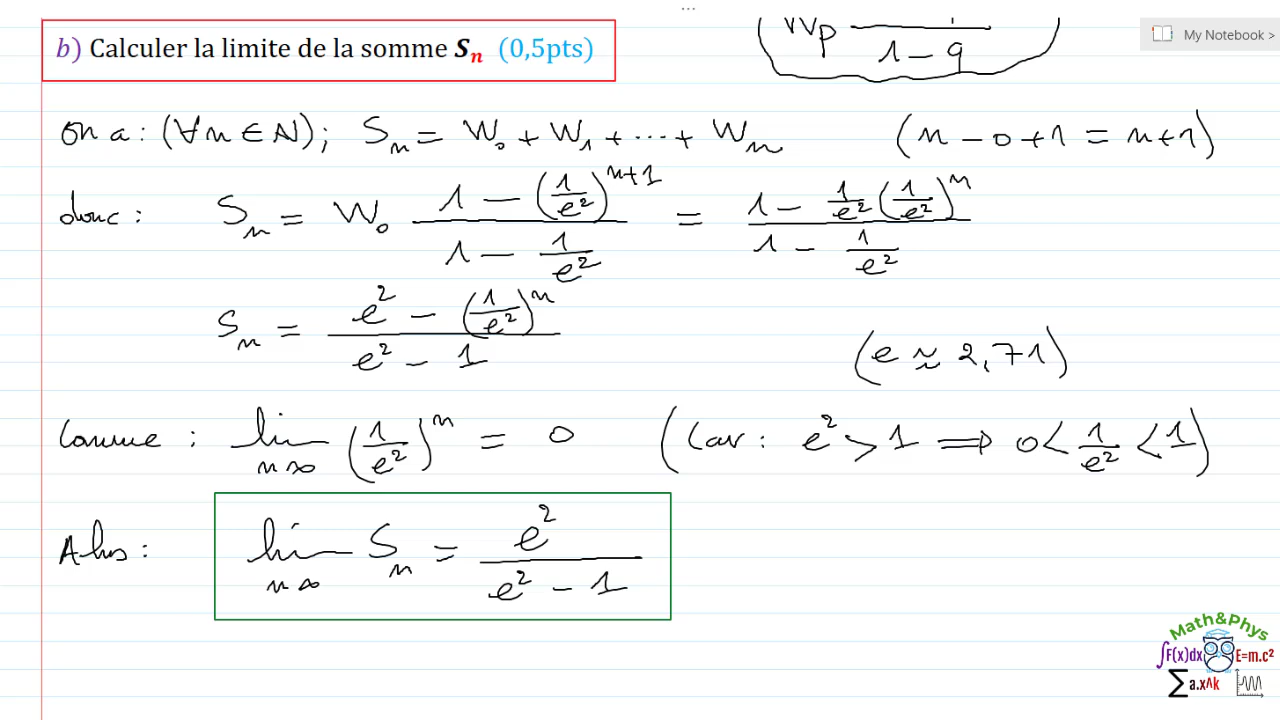 ...
b) Calculer la limite de la somme Sₙ (0,5pts)
Wp ——— 1 - q
My Notebook >
on a : (∀n ∈ ℕ); Sₙ = W₀ + W₁ + ... + Wₙ (n - 0 + 1 = n + 1)
donc : Sₙ = W₀ (1 - (1/e²)ⁿ⁺¹)/(1 - 1/e²) = (1 - 1/e² (1/e²)ⁿ)/(1 - 1/e²)
Sₙ = (e² - (1/e²)ⁿ)/(e² - 1) (e ≈ 2,71)
Comme : lim n∞ (1/e²)ⁿ = 0 (Car : e² > 1 ⟹ 0 < 1/e² < 1)
Alors : lim n∞ Sₙ = e²/(e² - 1)
Math&Phys
∫F(x)dx E=m.c²
∑ a.x^k